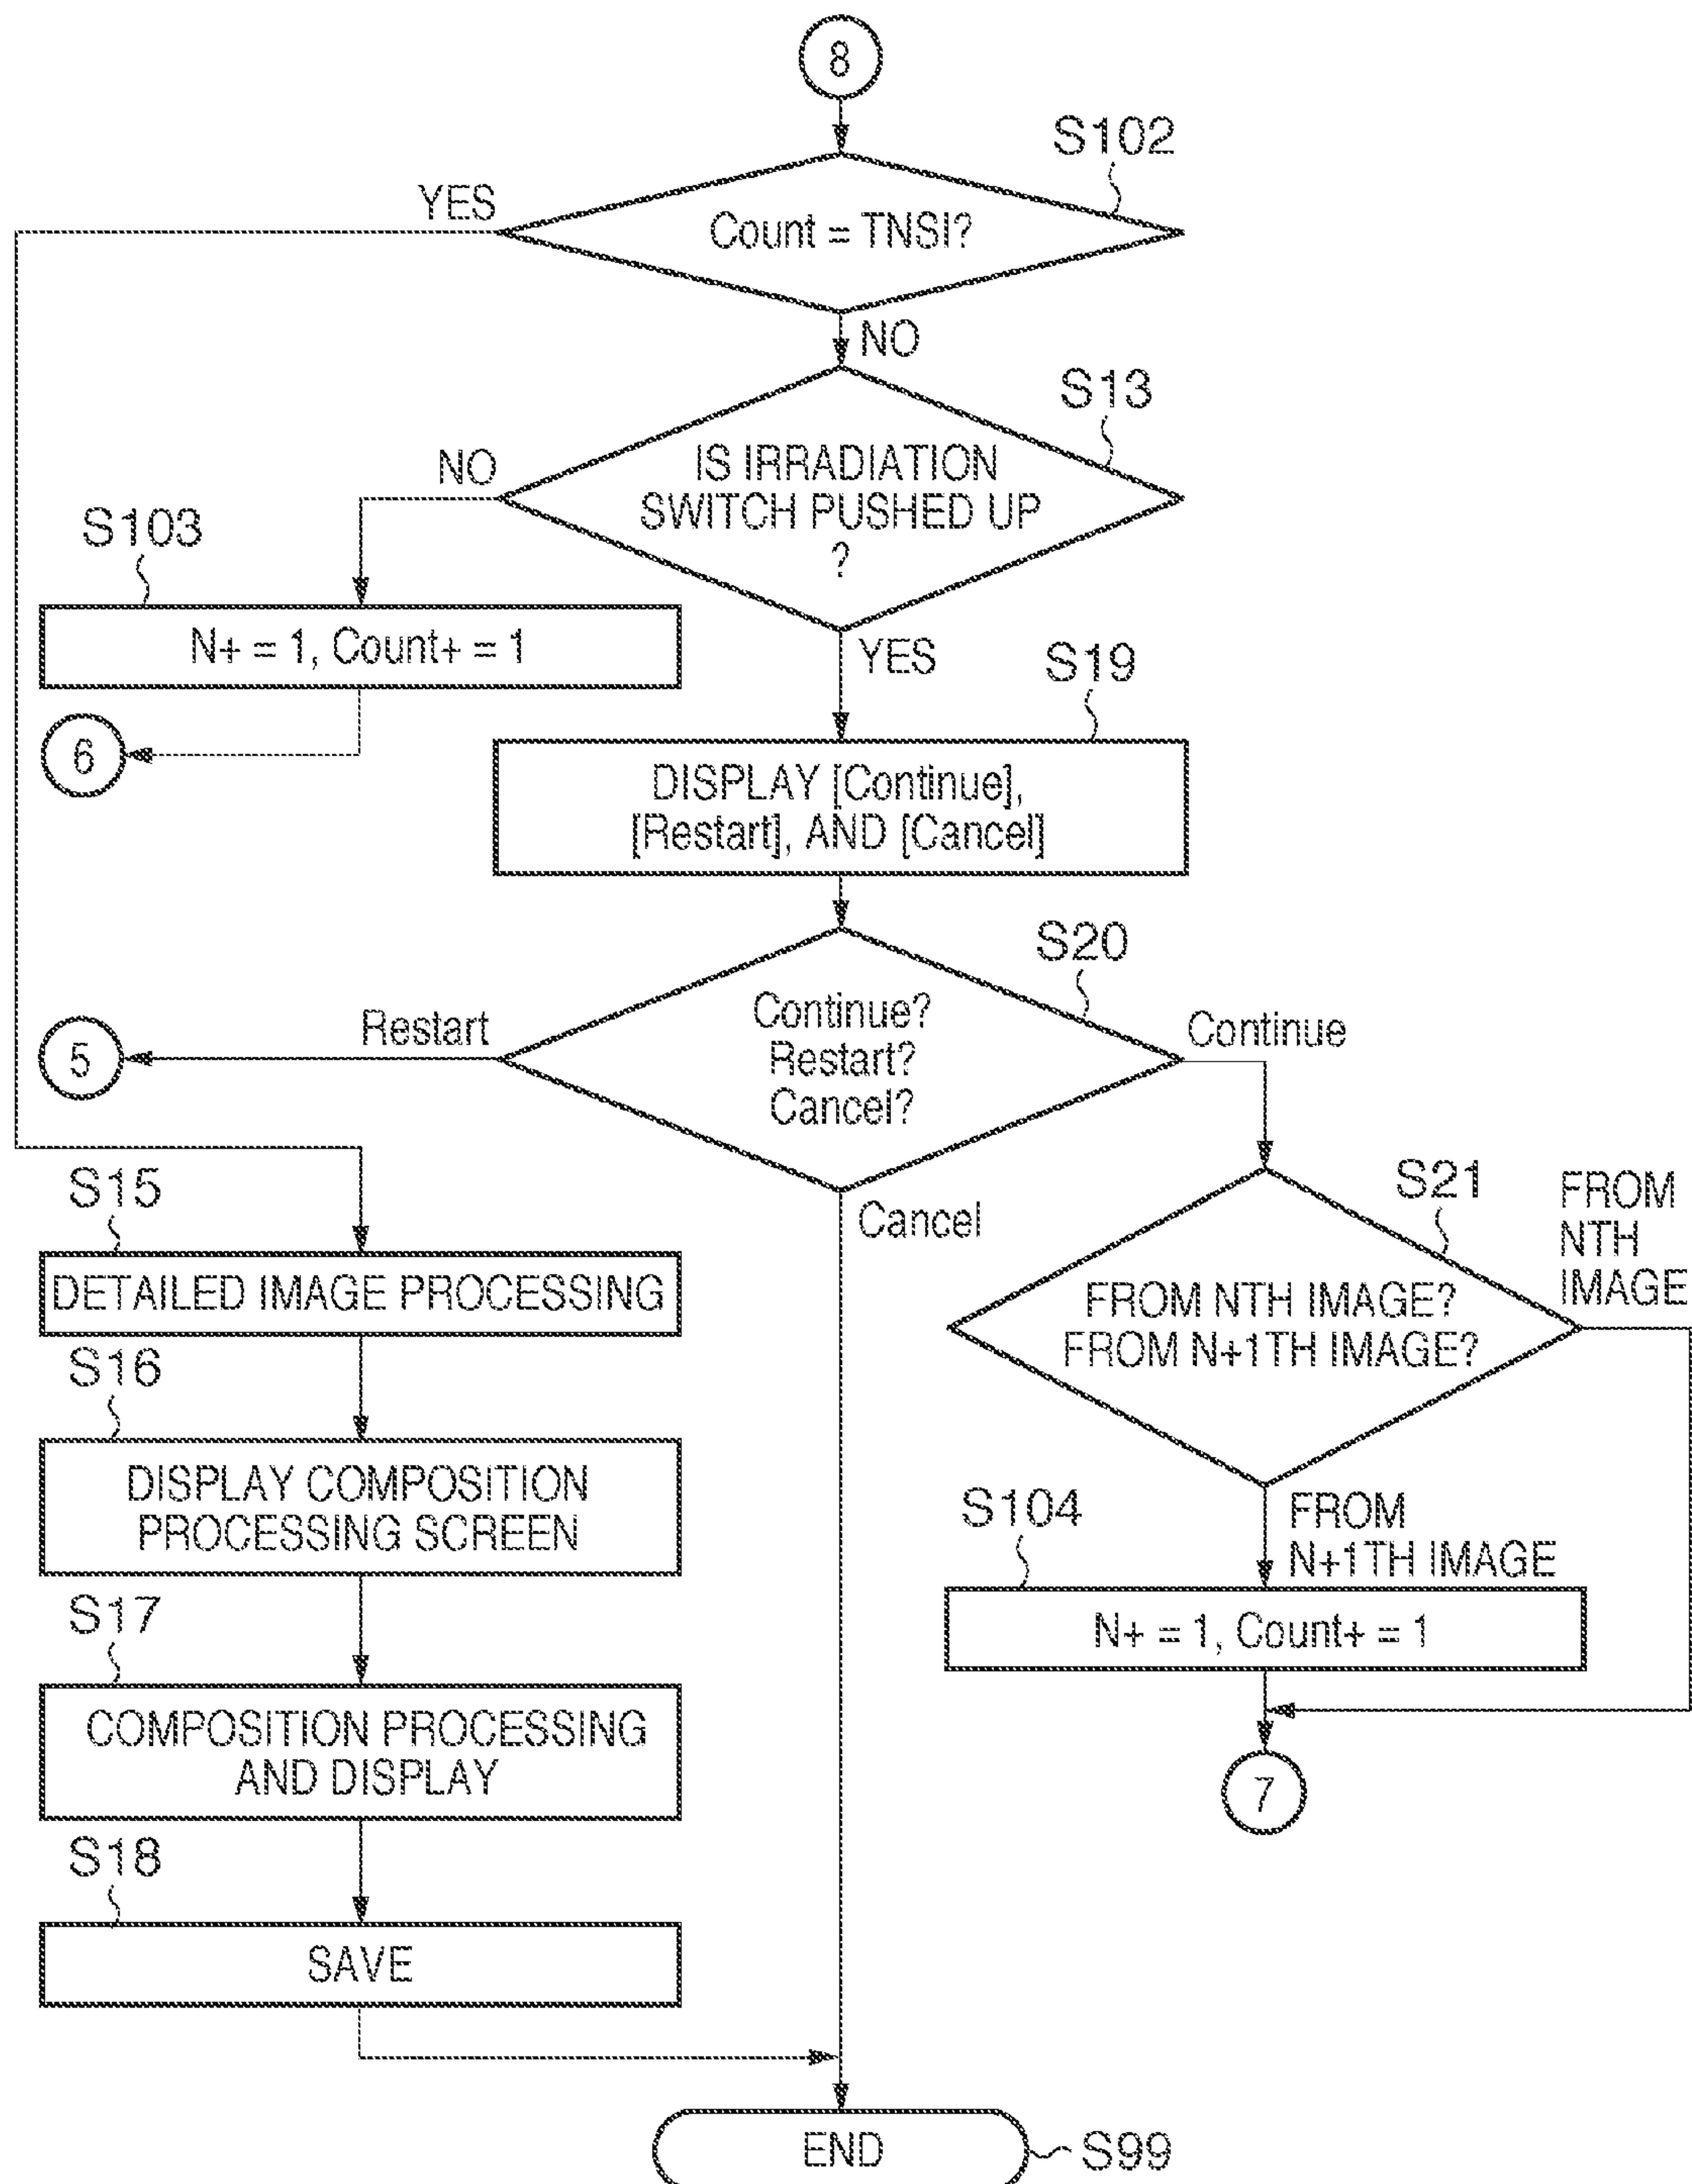 8
S102
YES
Count = TNSI?
NO
S13
NO
IS IRRADIATION
SWITCH PUSHED UP
?
S103
N+ = 1, Count+ = 1
YES
S19
6
DISPLAY [Continue],
[Restart], AND [Cancel]
S20
Restart
Continue?
Restart?
Cancel?
Continue
5
S15
Cancel
S21
FROM
NTH
IMAGE
DETAILED IMAGE PROCESSING
FROM NTH IMAGE?
FROM N+1TH IMAGE?
S16
DISPLAY COMPOSITION
PROCESSING SCREEN
S104
FROM
N+1TH IMAGE
S17
N+ = 1, Count+ = 1
COMPOSITION PROCESSING
AND DISPLAY
7
S18
SAVE
END
S99